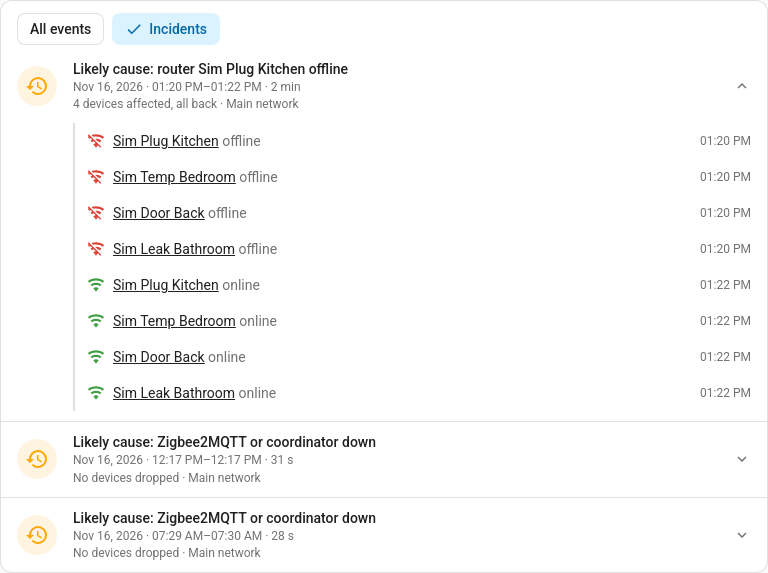 All events
Incidents
Likely cause: router Sim Plug Kitchen offline
Nov 16, 2026 · 01:20 PM–01:22 PM · 2 min
4 devices affected, all back · Main network
Sim Plug Kitchen offline 01:20 PM
Sim Temp Bedroom offline 01:20 PM
Sim Door Back offline 01:20 PM
Sim Leak Bathroom offline 01:20 PM
Sim Plug Kitchen online 01:22 PM
Sim Temp Bedroom online 01:22 PM
Sim Door Back online 01:22 PM
Sim Leak Bathroom online 01:22 PM
Likely cause: Zigbee2MQTT or coordinator down
Nov 16, 2026 · 12:17 PM–12:17 PM · 31 s
No devices dropped · Main network
Likely cause: Zigbee2MQTT or coordinator down
Nov 16, 2026 · 07:29 AM–07:30 AM · 28 s
No devices dropped · Main network